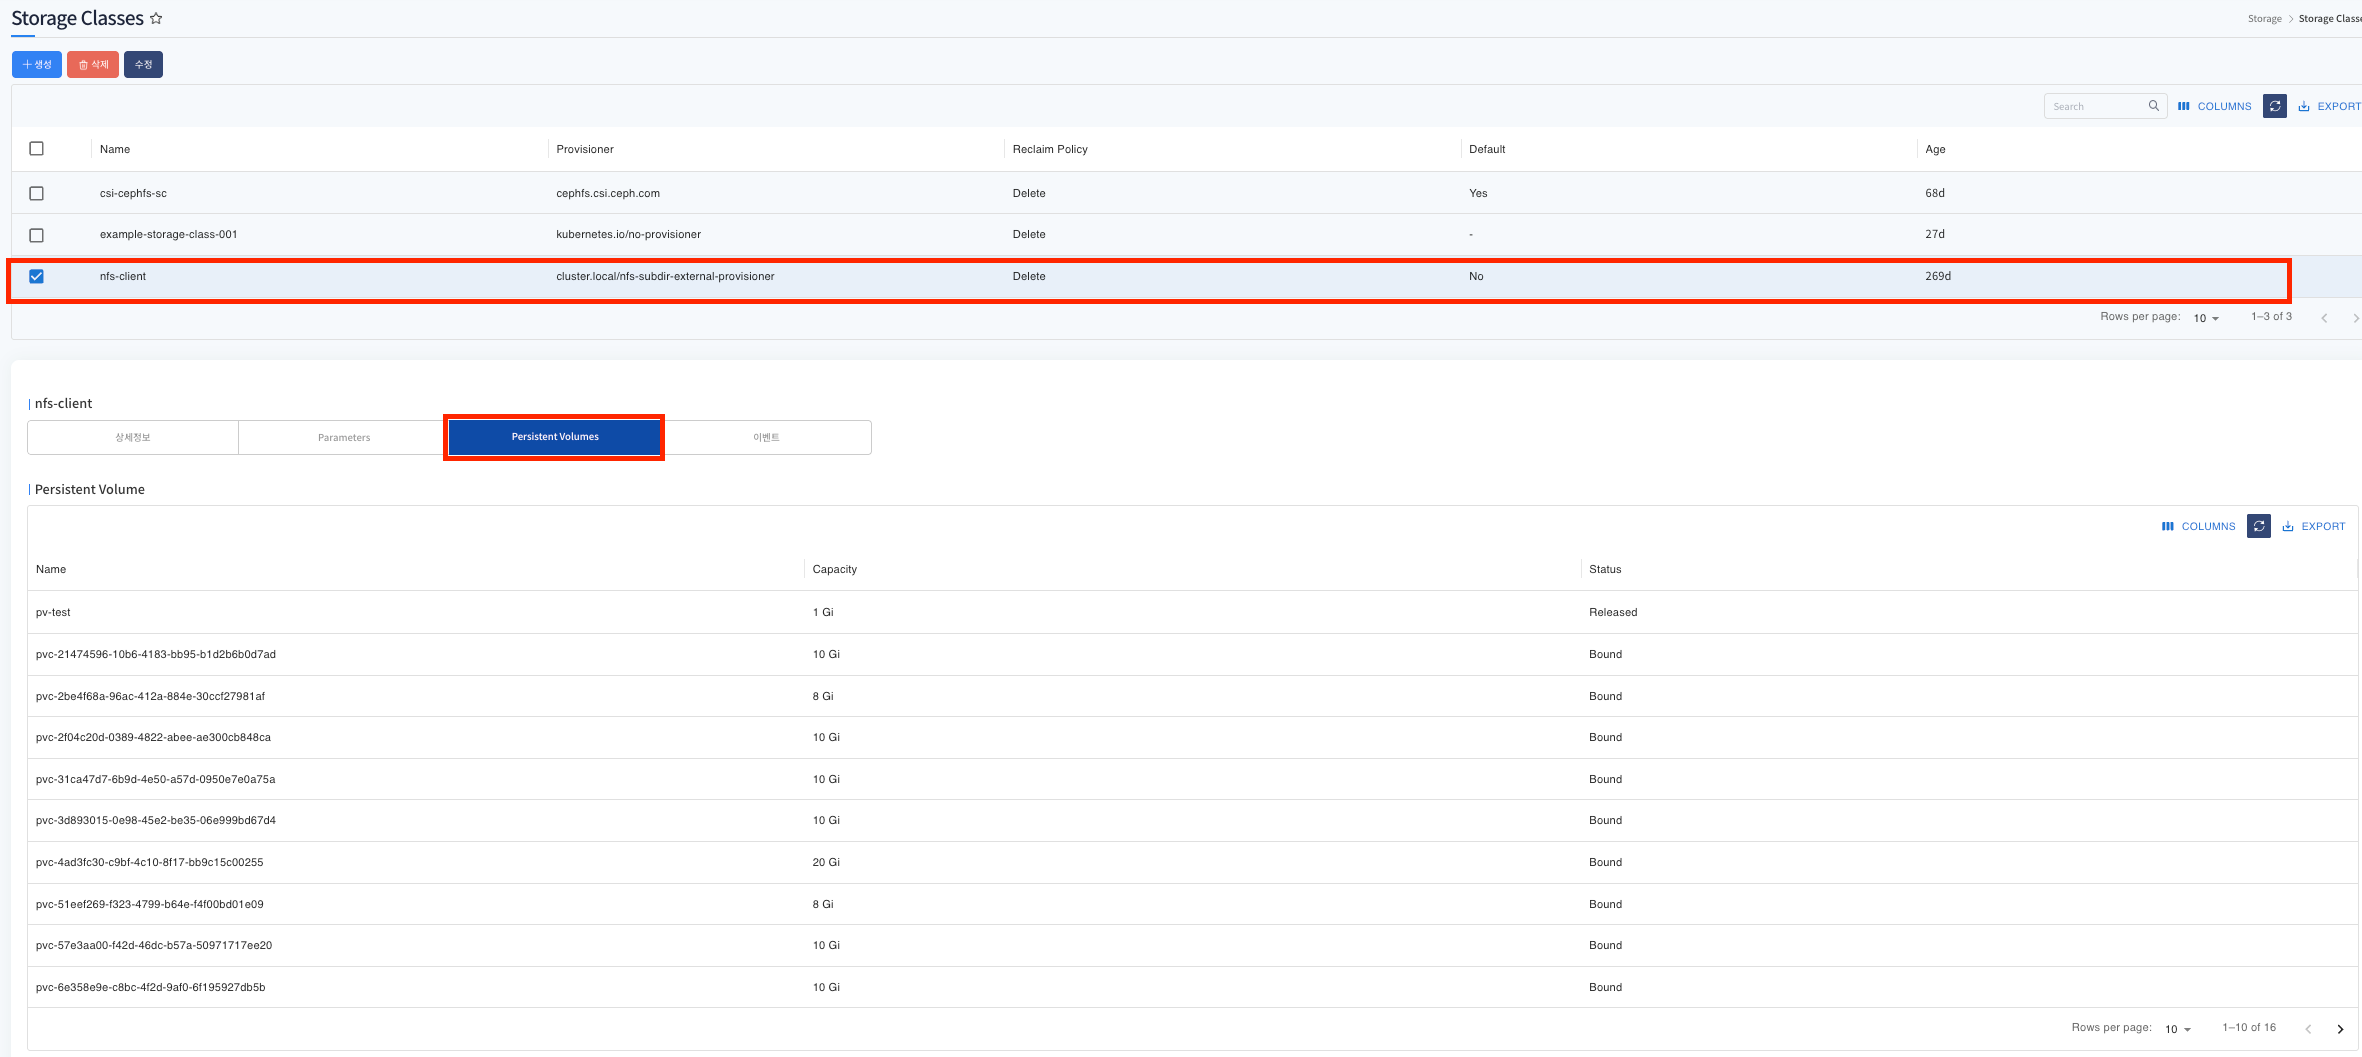 Storage Classes
Storage > Storage Classe
생성 삭제 수정
Search COLUMNS EXPORT
Name Provisioner Reclaim Policy Default Age
csi-cephfs-sc cephfs.csi.ceph.com Delete Yes 68d
example-storage-class-001 kubernetes.io/no-provisioner Delete - 27d
nfs-client cluster.local/nfs-subdir-external-provisioner Delete No 269d
Rows per page: 10 1–3 of 3
| nfs-client
상세정보 Parameters Persistent Volumes 이벤트
| Persistent Volume
COLUMNS EXPORT
Name Capacity Status
pv-test 1 Gi Released
pvc-21474596-10b6-4183-bb95-b1d2b6b0d7ad 10 Gi Bound
pvc-2be4f68a-96ac-412a-884e-30ccf27981af 8 Gi Bound
pvc-2f04c20d-0389-4822-abee-ae300cb848ca 10 Gi Bound
pvc-31ca47d7-6b9d-4e50-a57d-0950e7e0a75a 10 Gi Bound
pvc-3d893015-0e98-45e2-be35-06e999bd67d4 10 Gi Bound
pvc-4ad3fc30-c9bf-4c10-8f17-bb9c15c00255 20 Gi Bound
pvc-51eef269-f323-4799-b64e-f4f00bd01e09 8 Gi Bound
pvc-57e3aa00-f42d-46dc-b57a-50971717ee20 10 Gi Bound
pvc-6e358e9e-c8bc-4f2d-9af0-6f195927db5b 10 Gi Bound
Rows per page: 10 1–10 of 16